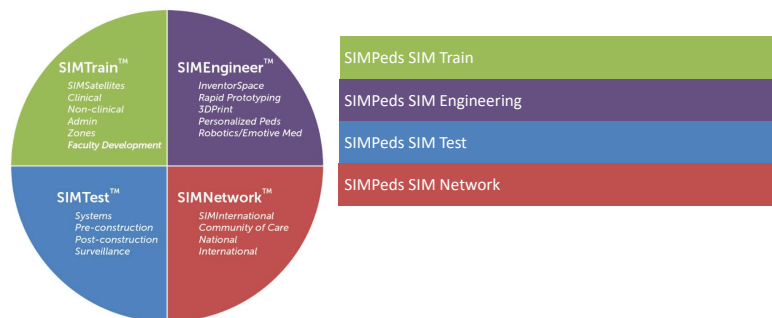 SIMTrain™
SIMSatellites
Clinical
Non-clinical
Admin
Zones
Faculty Development
SIMEngineer™
InventorSpace
Rapid Prototyping
3DPrint
Personalized Peds
Robotics/Emotive Med
SIMTest™
Systems
Pre-construction
Post-construction
Surveillance
SIMNetwork™
SIMInternational
Community of Care
National
International
SIMPeds SIM Train
SIMPeds SIM Engineering
SIMPeds SIM Test
SIMPeds SIM Network